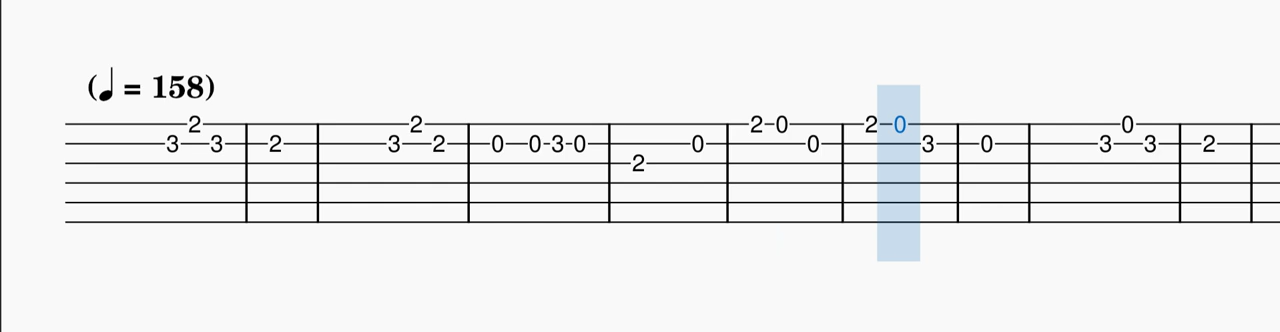 (♩ = 158)
2 2 2-0 2-0 0
3 3 2 3 2 0 0-3-0 0 0 3 0 3 3 2
2